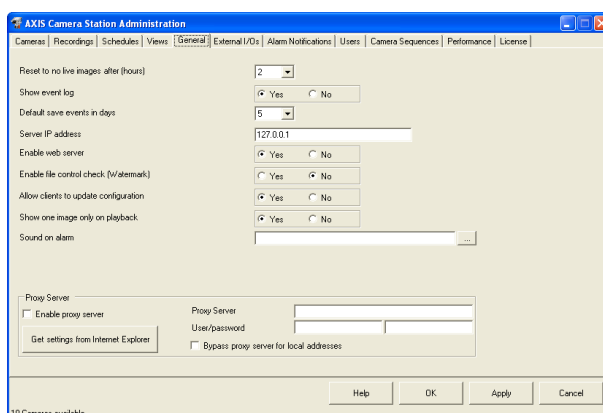 AXIS Camera Station Administration
Cameras Recordings Schedules Views General External I/Os Alarm Notifications Users Camera Sequences Performance License
Reset to no live images after (hours) 2
Show event log Yes No
Default save events in days 5
Server IP address 127.0.0.1
Enable web server Yes No
Enable file control check (Watermark) Yes No
Allow clients to update configuration Yes No
Show one image only on playback Yes No
Sound on alarm ...
Proxy Server
Enable proxy server Proxy Server
User/password
Get settings from Internet Explorer
Bypass proxy server for local addresses
Help OK Apply Cancel
10 Cameras available